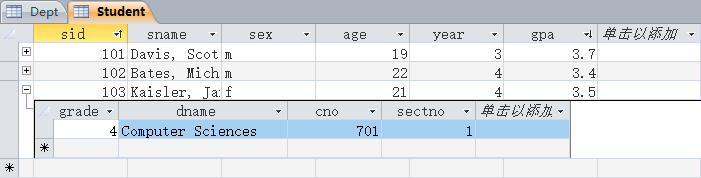 Dept Student
sid sname sex age year gpa 单击以添加
101 Davis, Scot m 19 3 3.7
102 Bates, Mich m 22 4 3.4
103 Kaisler, Ja f 21 4 3.5
grade dname cno sectno 单击以添加
4 Computer Sciences 701 1